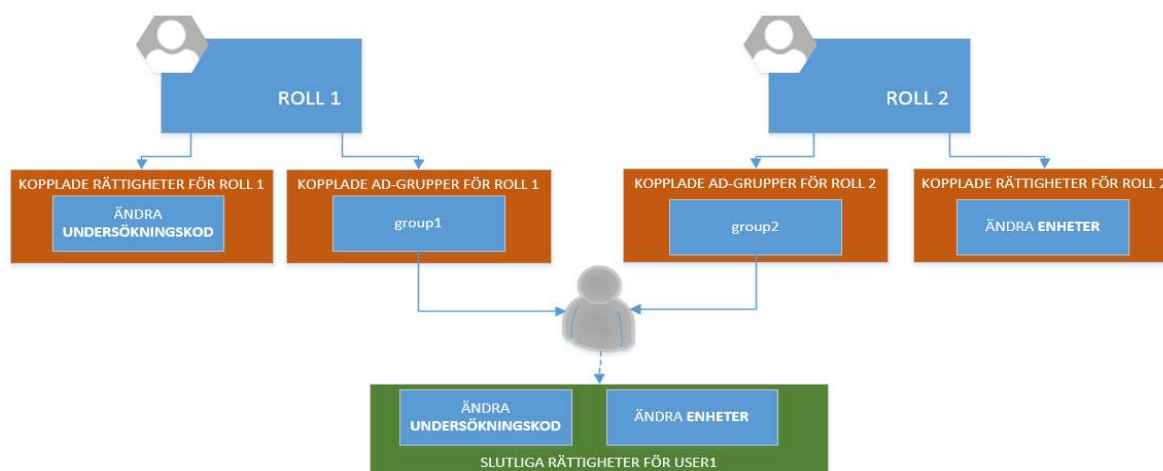 ROLL 1
ROLL 2
KOPPLADE RÄTTIGHETER FÖR ROLL 1
ÄNDRA
UNDERSÖKNINGSKOD
KOPPLADE AD-GRUPPER FÖR ROLL 1
group1
KOPPLADE AD-GRUPPER FÖR ROLL 2
group2
KOPPLADE RÄTTIGHETER FÖR ROLL 2
ÄNDRA ENHETER
ÄNDRA
UNDERSÖKNINGSKOD
ÄNDRA ENHETER
SLUTLIGA RÄTTIGHETER FÖR USER1